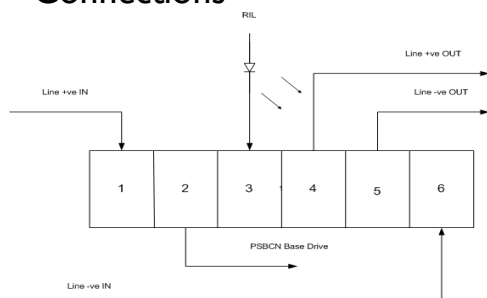 Connections
RIL
Line +ve OUT
Line +ve IN
Line -ve OUT
1 2 3 4 5 6
PSBCN Base Drive
Line -ve IN